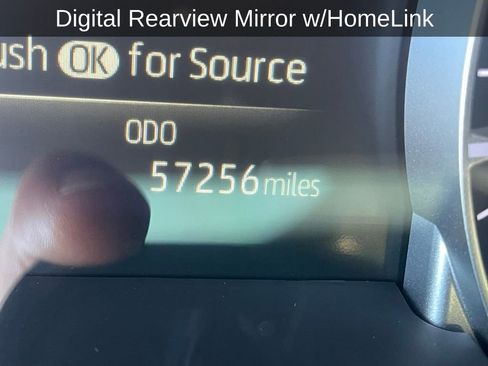 Digital Rearview Mirror w/HomeLink
ush OK for Source
ODO
57256 miles